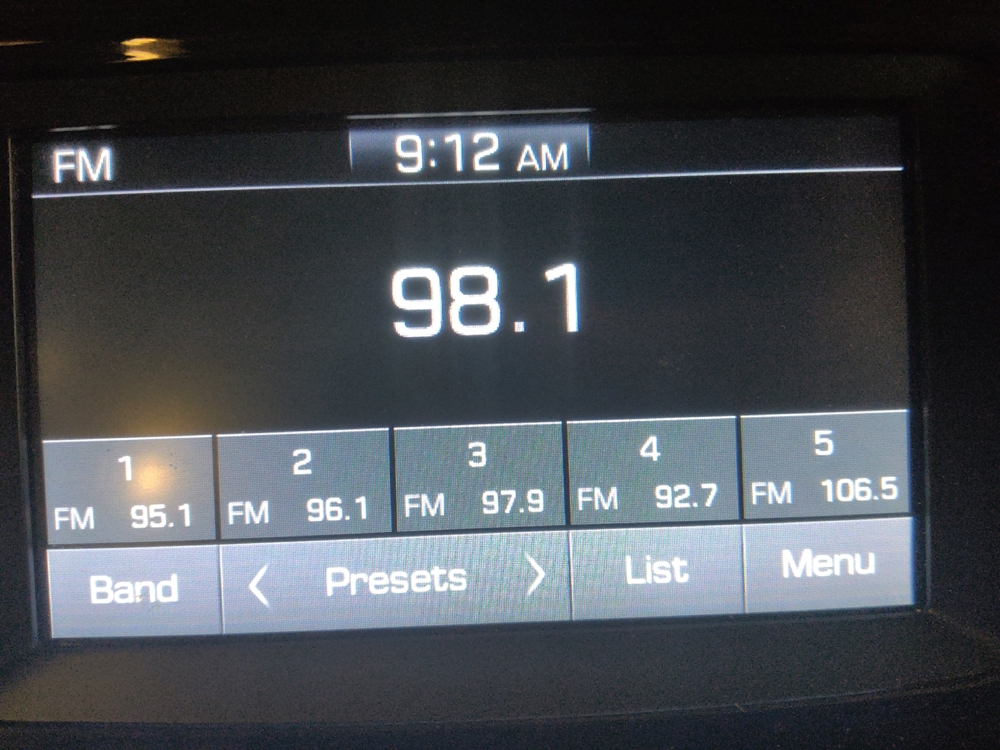 FM 9:12 AM
98.1
1 2 3 4 5
FM 95.1 FM 96.1 FM 97.9 FM 92.7 FM 106.5
Band < Presets > List Menu